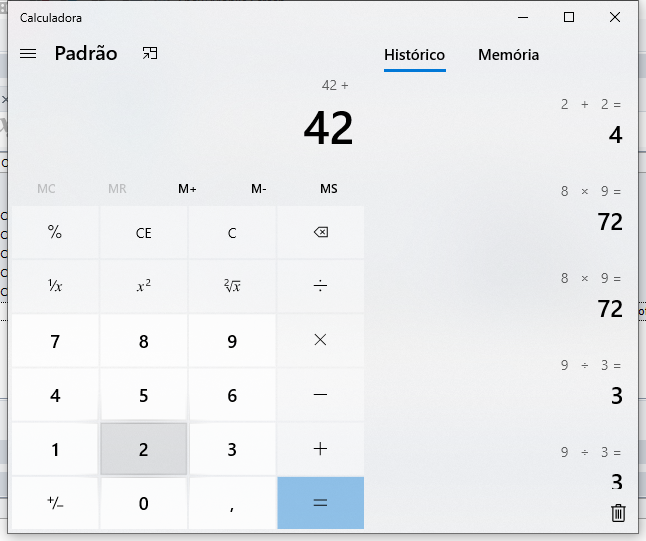 Calculadora
Padrão
Histórico Memória
42 +
42
MC MR M+ M- MS
% CE C
¹/x x² ²√x ÷
7 8 9 ×
4 5 6 −
1 2 3 +
+/− 0 , =
2 + 2 =
4
8 × 9 =
72
8 × 9 =
72
9 ÷ 3 =
3
9 ÷ 3 =
3